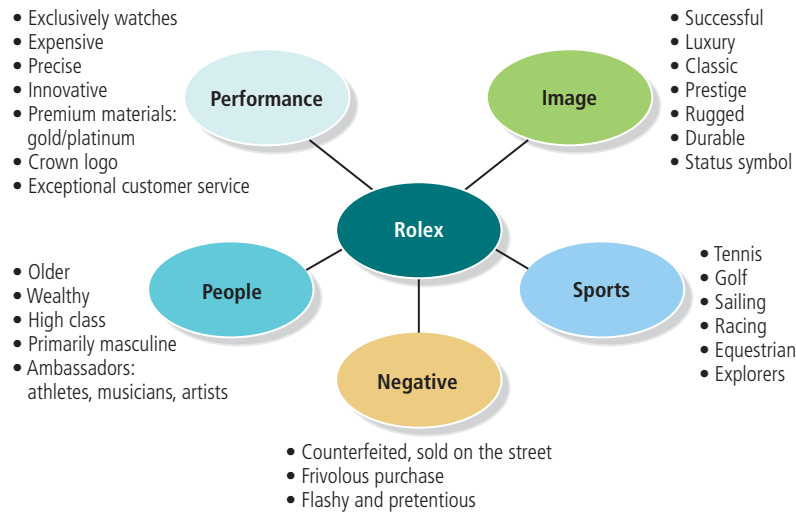 • Exclusively watches
• Expensive
• Precise
• Innovative
• Premium materials:
gold/platinum
• Crown logo
• Exceptional customer service
Performance
Image
• Successful
• Luxury
• Classic
• Prestige
• Rugged
• Durable
• Status symbol
Rolex
• Older
• Wealthy
• High class
• Primarily masculine
• Ambassadors:
athletes, musicians, artists
People
Sports
• Tennis
• Golf
• Sailing
• Racing
• Equestrian
• Explorers
Negative
• Counterfeited, sold on the street
• Frivolous purchase
• Flashy and pretentious